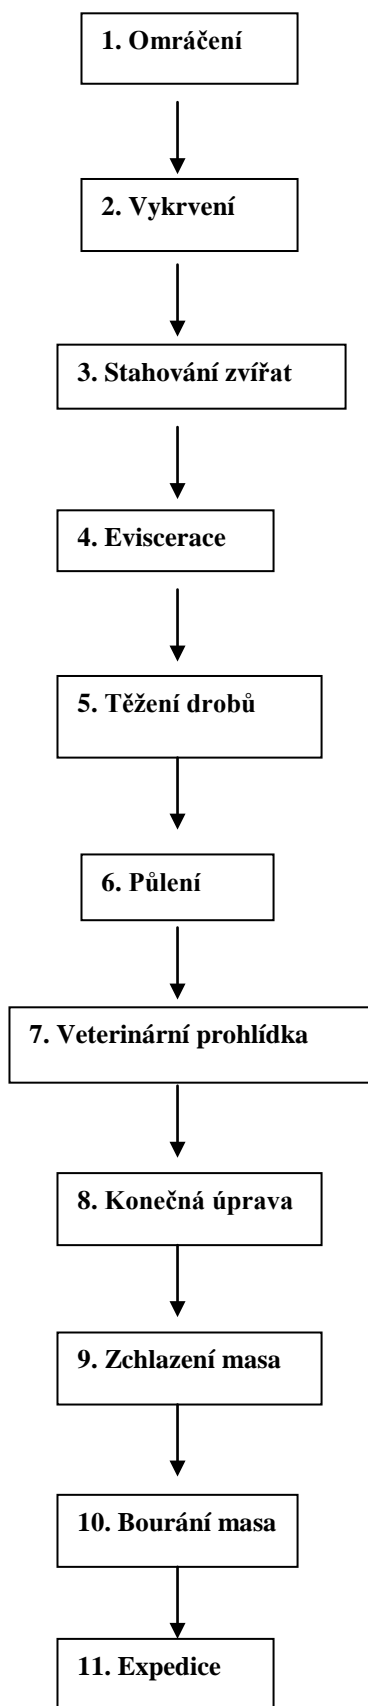 1. Omráčení
2. Vykrvení
3. Stahování zvířat
4. Eviscerace
5. Těžení drobů
6. Půlení
7. Veterinární prohlídka
8. Konečná úprava
9. Zchlazení masa
10. Bourání masa
11. Expedice